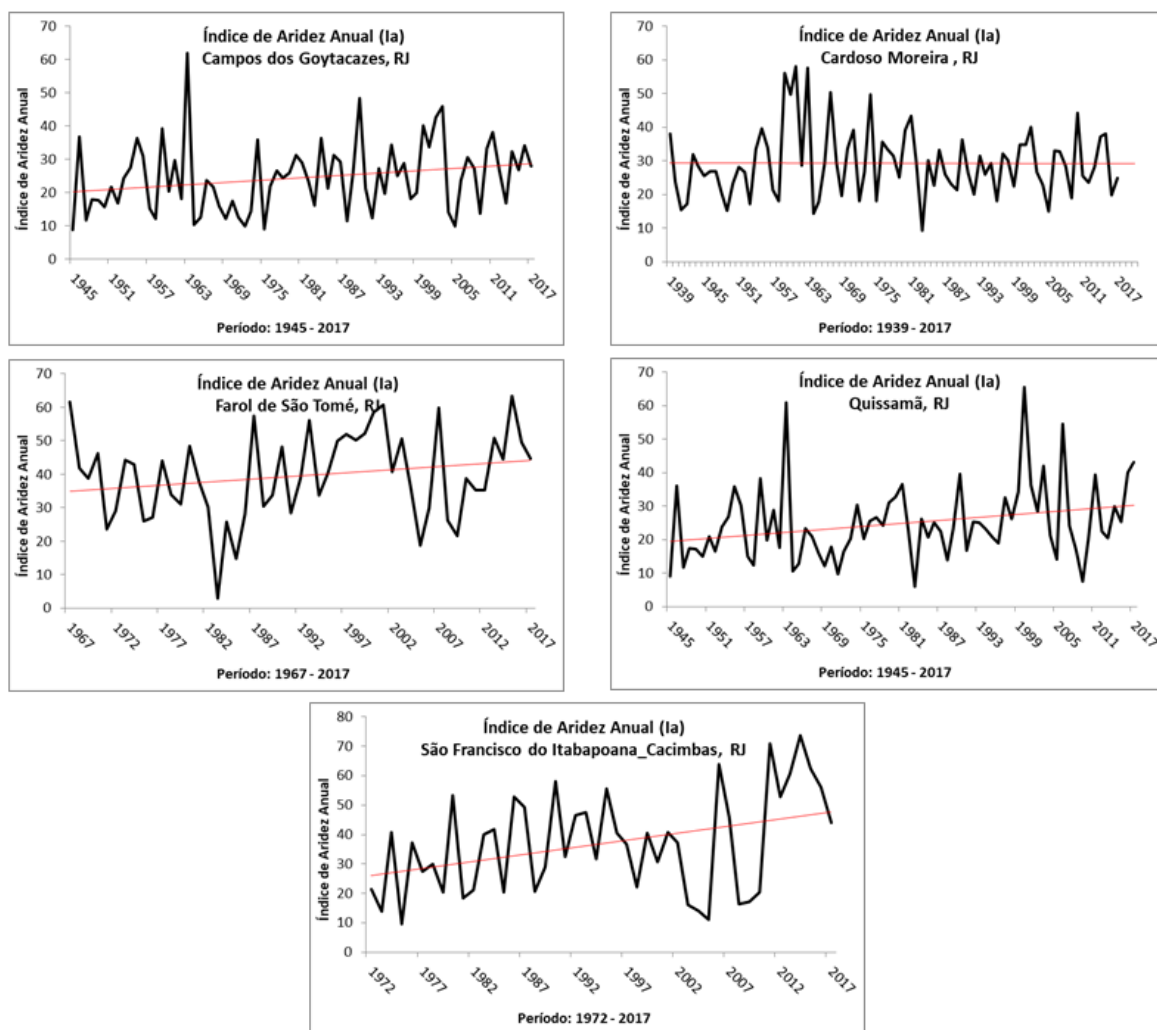 Índice de Aridez Anual (Ia)
Campos dos Goytacazes, RJ
Índice de Aridez Anual
70
60
50
40
30
20
10
0
1945 1951 1957 1963 1969 1975 1981 1987 1993 1999 2005 2011 2017
Período: 1945 - 2017
Índice de Aridez Anual (Ia)
Cardoso Moreira , RJ
Índice de Aridez Anual
70
60
50
40
30
20
10
0
1939 1945 1951 1957 1963 1969 1975 1981 1987 1993 1999 2005 2011 2017
Período: 1939 - 2017
Índice de Aridez Anual (Ia)
Farol de São Tomé, RJ
Índice de Aridez Anual
70
60
50
40
30
20
10
0
1967 1972 1977 1982 1987 1992 1997 2002 2007 2012 2017
Período: 1967 - 2017
Índice de Aridez Anual (Ia)
Quissamã, RJ
Índice de Aridez Anual
70
60
50
40
30
20
10
0
1945 1951 1957 1963 1969 1975 1981 1987 1993 1999 2005 2011 2017
Período: 1945 - 2017
Índice de Aridez Anual (Ia)
São Francisco do Itabapoana_Cacimbas, RJ
Índice de Aridez Anual
80
70
60
50
40
30
20
10
0
1972 1977 1982 1987 1992 1997 2002 2007 2012 2017
Período: 1972 - 2017